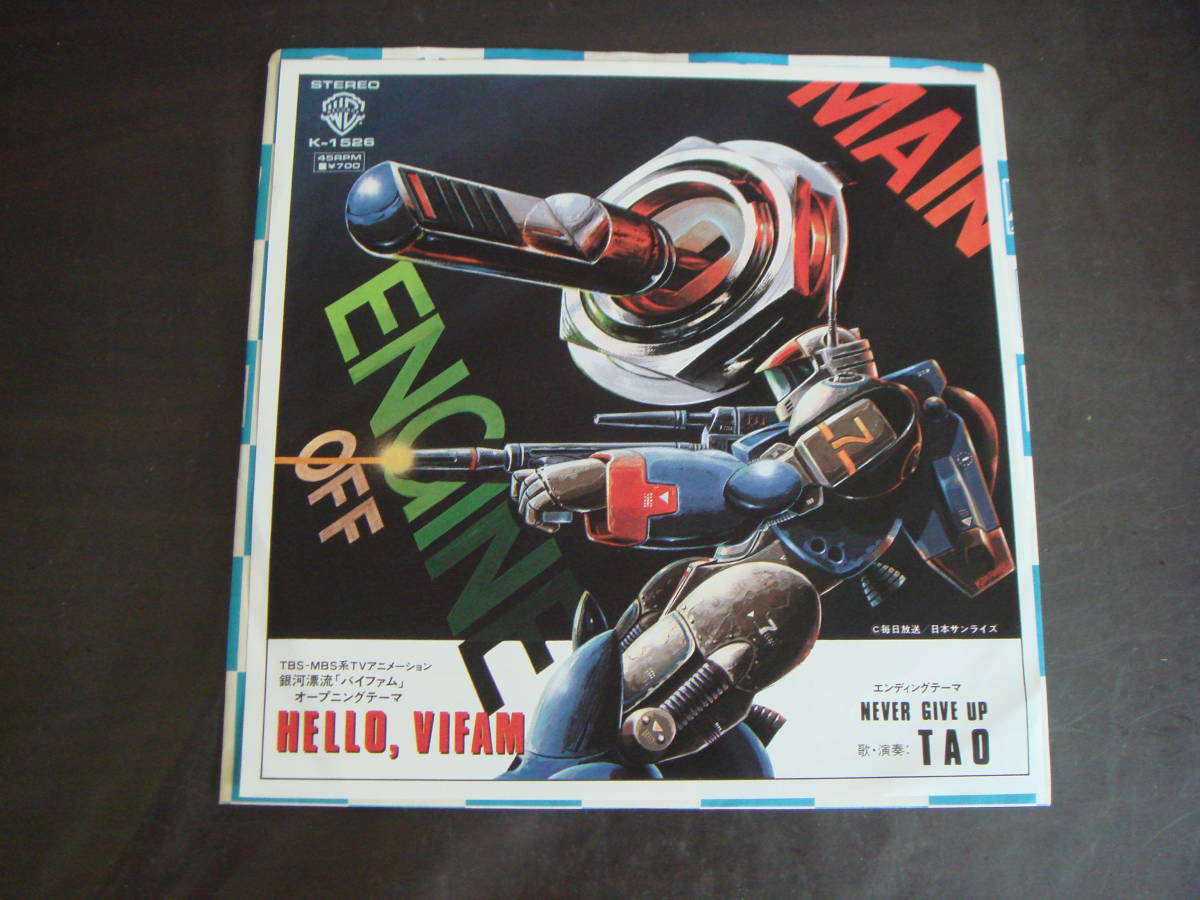 STEREO
K-1526
45RPM
¥700
MAIN
ENGINE
OFF
7
7
C毎日放送/日本サンライズ
TBS-MBS系TVアニメーション
銀河漂流「バイファム」
オープニングテーマ
HELLO, VIFAM
エンディングテーマ
NEVER GIVE UP
歌・演奏: TAO